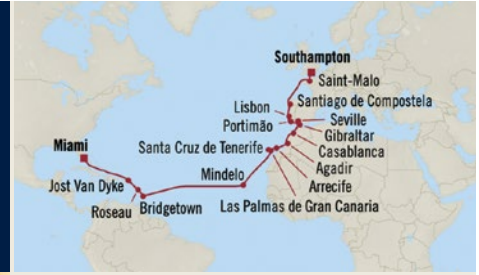 Southampton
Saint-Malo
Santiago de Compostela
Lisbon
Seville
Portimão
Gibraltar
Miami
Santa Cruz de Tenerife
Casablanca
Agadir
Mindelo
Jost Van Dyke
Arrecife
Roseau
Bridgetown
Las Palmas de Gran Canaria